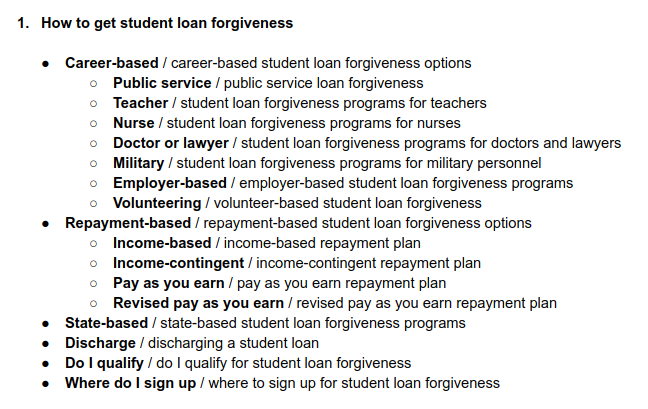 1. How to get student loan forgiveness
● Career-based / career-based student loan forgiveness options
○ Public service / public service loan forgiveness
○ Teacher / student loan forgiveness programs for teachers
○ Nurse / student loan forgiveness programs for nurses
○ Doctor or lawyer / student loan forgiveness programs for doctors and lawyers
○ Military / student loan forgiveness programs for military personnel
○ Employer-based / employer-based student loan forgiveness programs
○ Volunteering / volunteer-based student loan forgiveness
● Repayment-based / repayment-based student loan forgiveness options
○ Income-based / income-based repayment plan
○ Income-contingent / income-contingent repayment plan
○ Pay as you earn / pay as you earn repayment plan
○ Revised pay as you earn / revised pay as you earn repayment plan
● State-based / state-based student loan forgiveness programs
● Discharge / discharging a student loan
● Do I qualify / do I qualify for student loan forgiveness
● Where do I sign up / where to sign up for student loan forgiveness